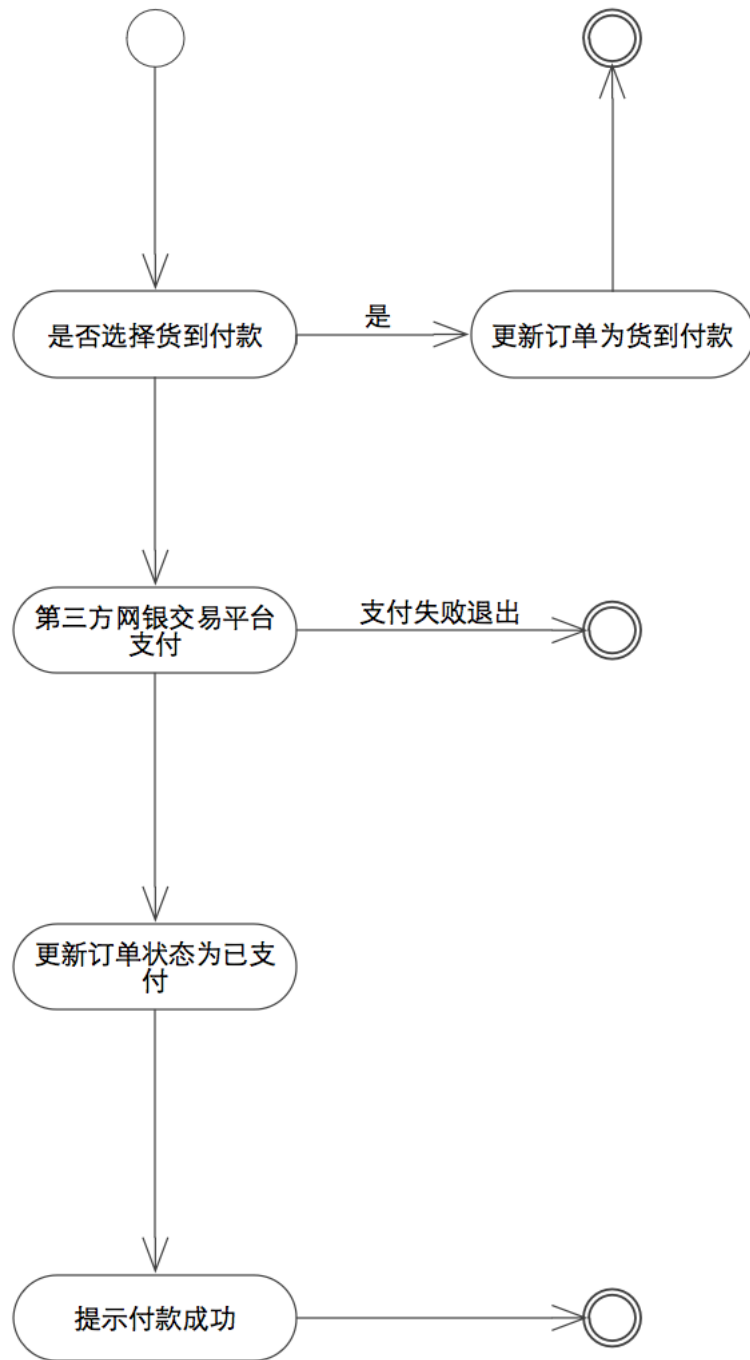 是否选择货到付款
是
更新订单为货到付款
第三方网银交易平台
支付
支付失败退出
更新订单状态为已支
付
提示付款成功